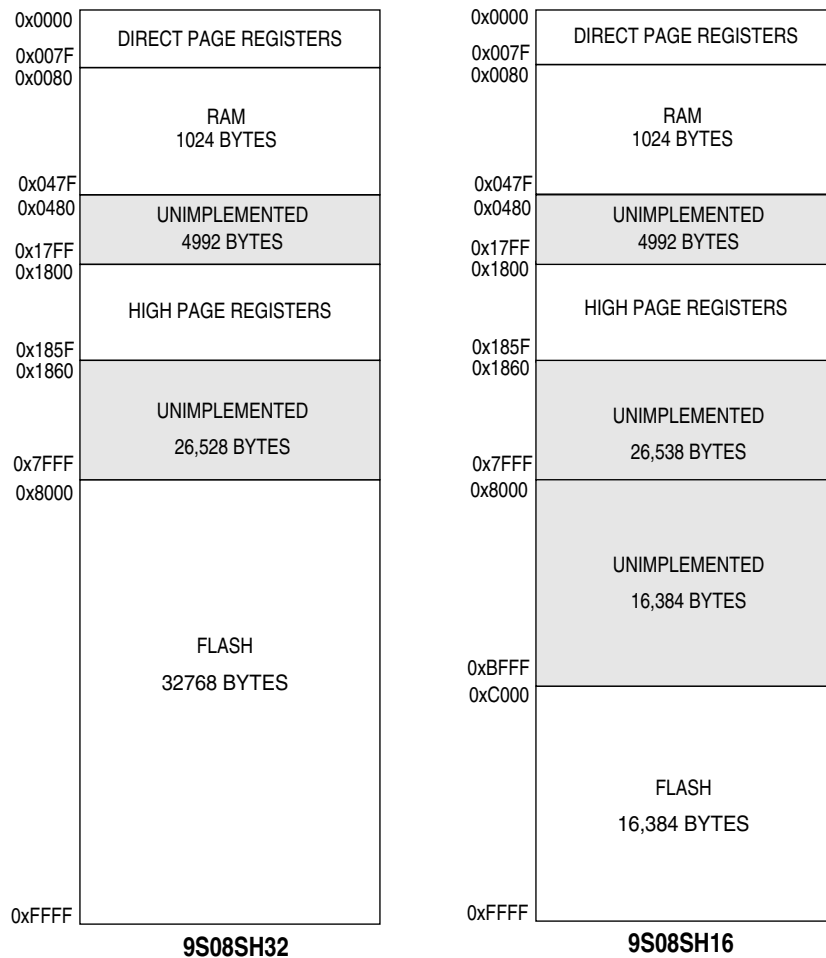 0x0000
DIRECT PAGE REGISTERS
0x007F
0x0080
RAM
1024 BYTES
0x047F
0x0480
UNIMPLEMENTED
4992 BYTES
0x17FF
0x1800
HIGH PAGE REGISTERS
0x185F
0x1860
UNIMPLEMENTED
26,528 BYTES
0x7FFF
0x8000
FLASH
32768 BYTES
0xFFFF
9S08SH32
0x0000
DIRECT PAGE REGISTERS
0x007F
0x0080
RAM
1024 BYTES
0x047F
0x0480
UNIMPLEMENTED
4992 BYTES
0x17FF
0x1800
HIGH PAGE REGISTERS
0x185F
0x1860
UNIMPLEMENTED
26,538 BYTES
0x7FFF
0x8000
UNIMPLEMENTED
16,384 BYTES
0xBFFF
0xC000
FLASH
16,384 BYTES
0xFFFF
9S08SH16